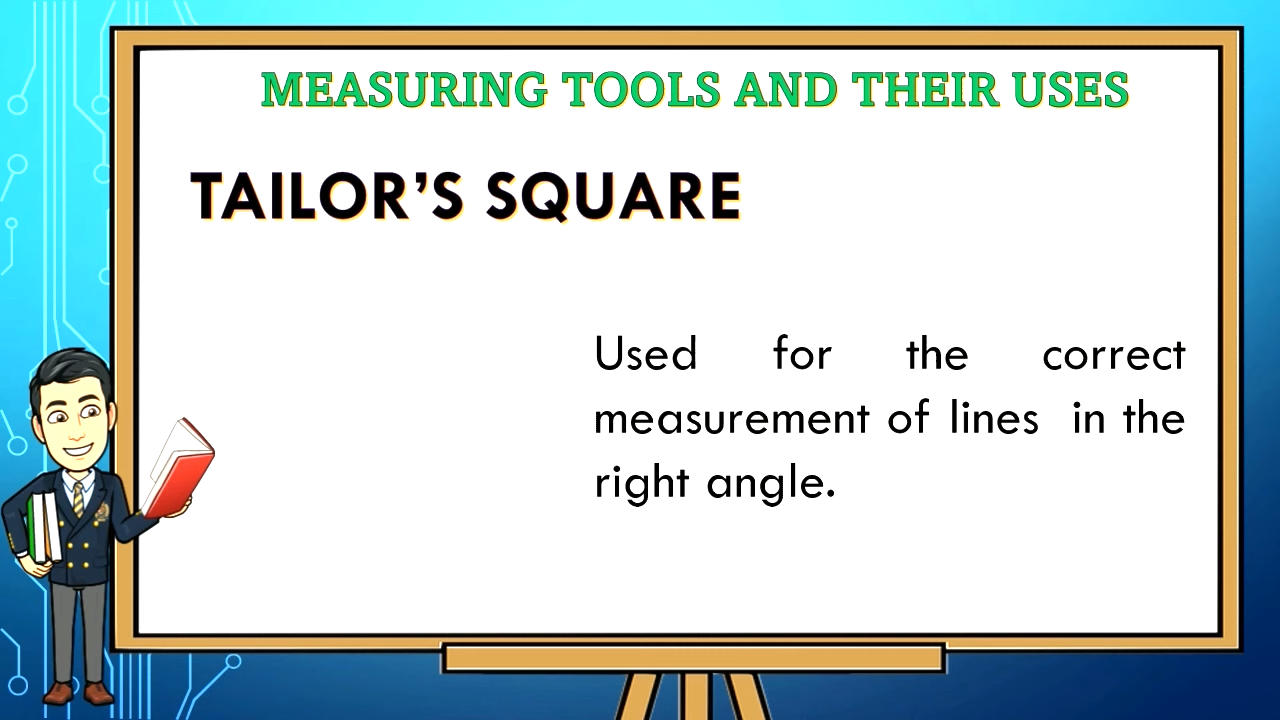 MEASURING TOOLS AND THEIR USES
TAILOR’S SQUARE
Used for the correct
measurement of lines in the
right angle.